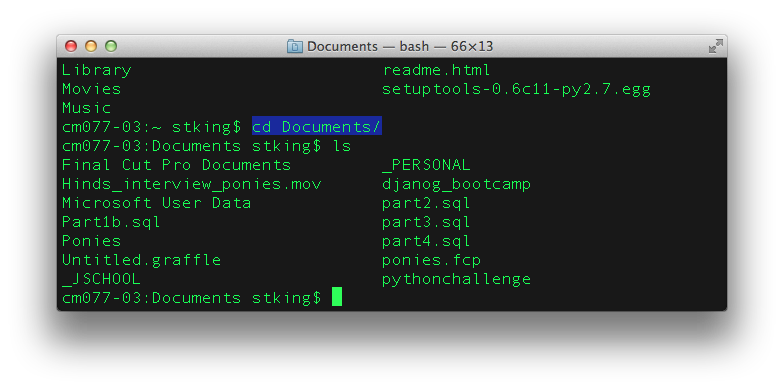 Documents — bash — 66×13
Library readme.html
Movies setuptools-0.6c11-py2.7.egg
Music
cm077-03:~ stking$ cd Documents/
cm077-03:Documents stking$ ls
Final Cut Pro Documents _PERSONAL
Hinds_interview_ponies.mov djanog_bootcamp
Microsoft User Data part2.sql
Part1b.sql part3.sql
Ponies part4.sql
Untitled.graffle ponies.fcp
_JSCHOOL pythonchallenge
cm077-03:Documents stking$